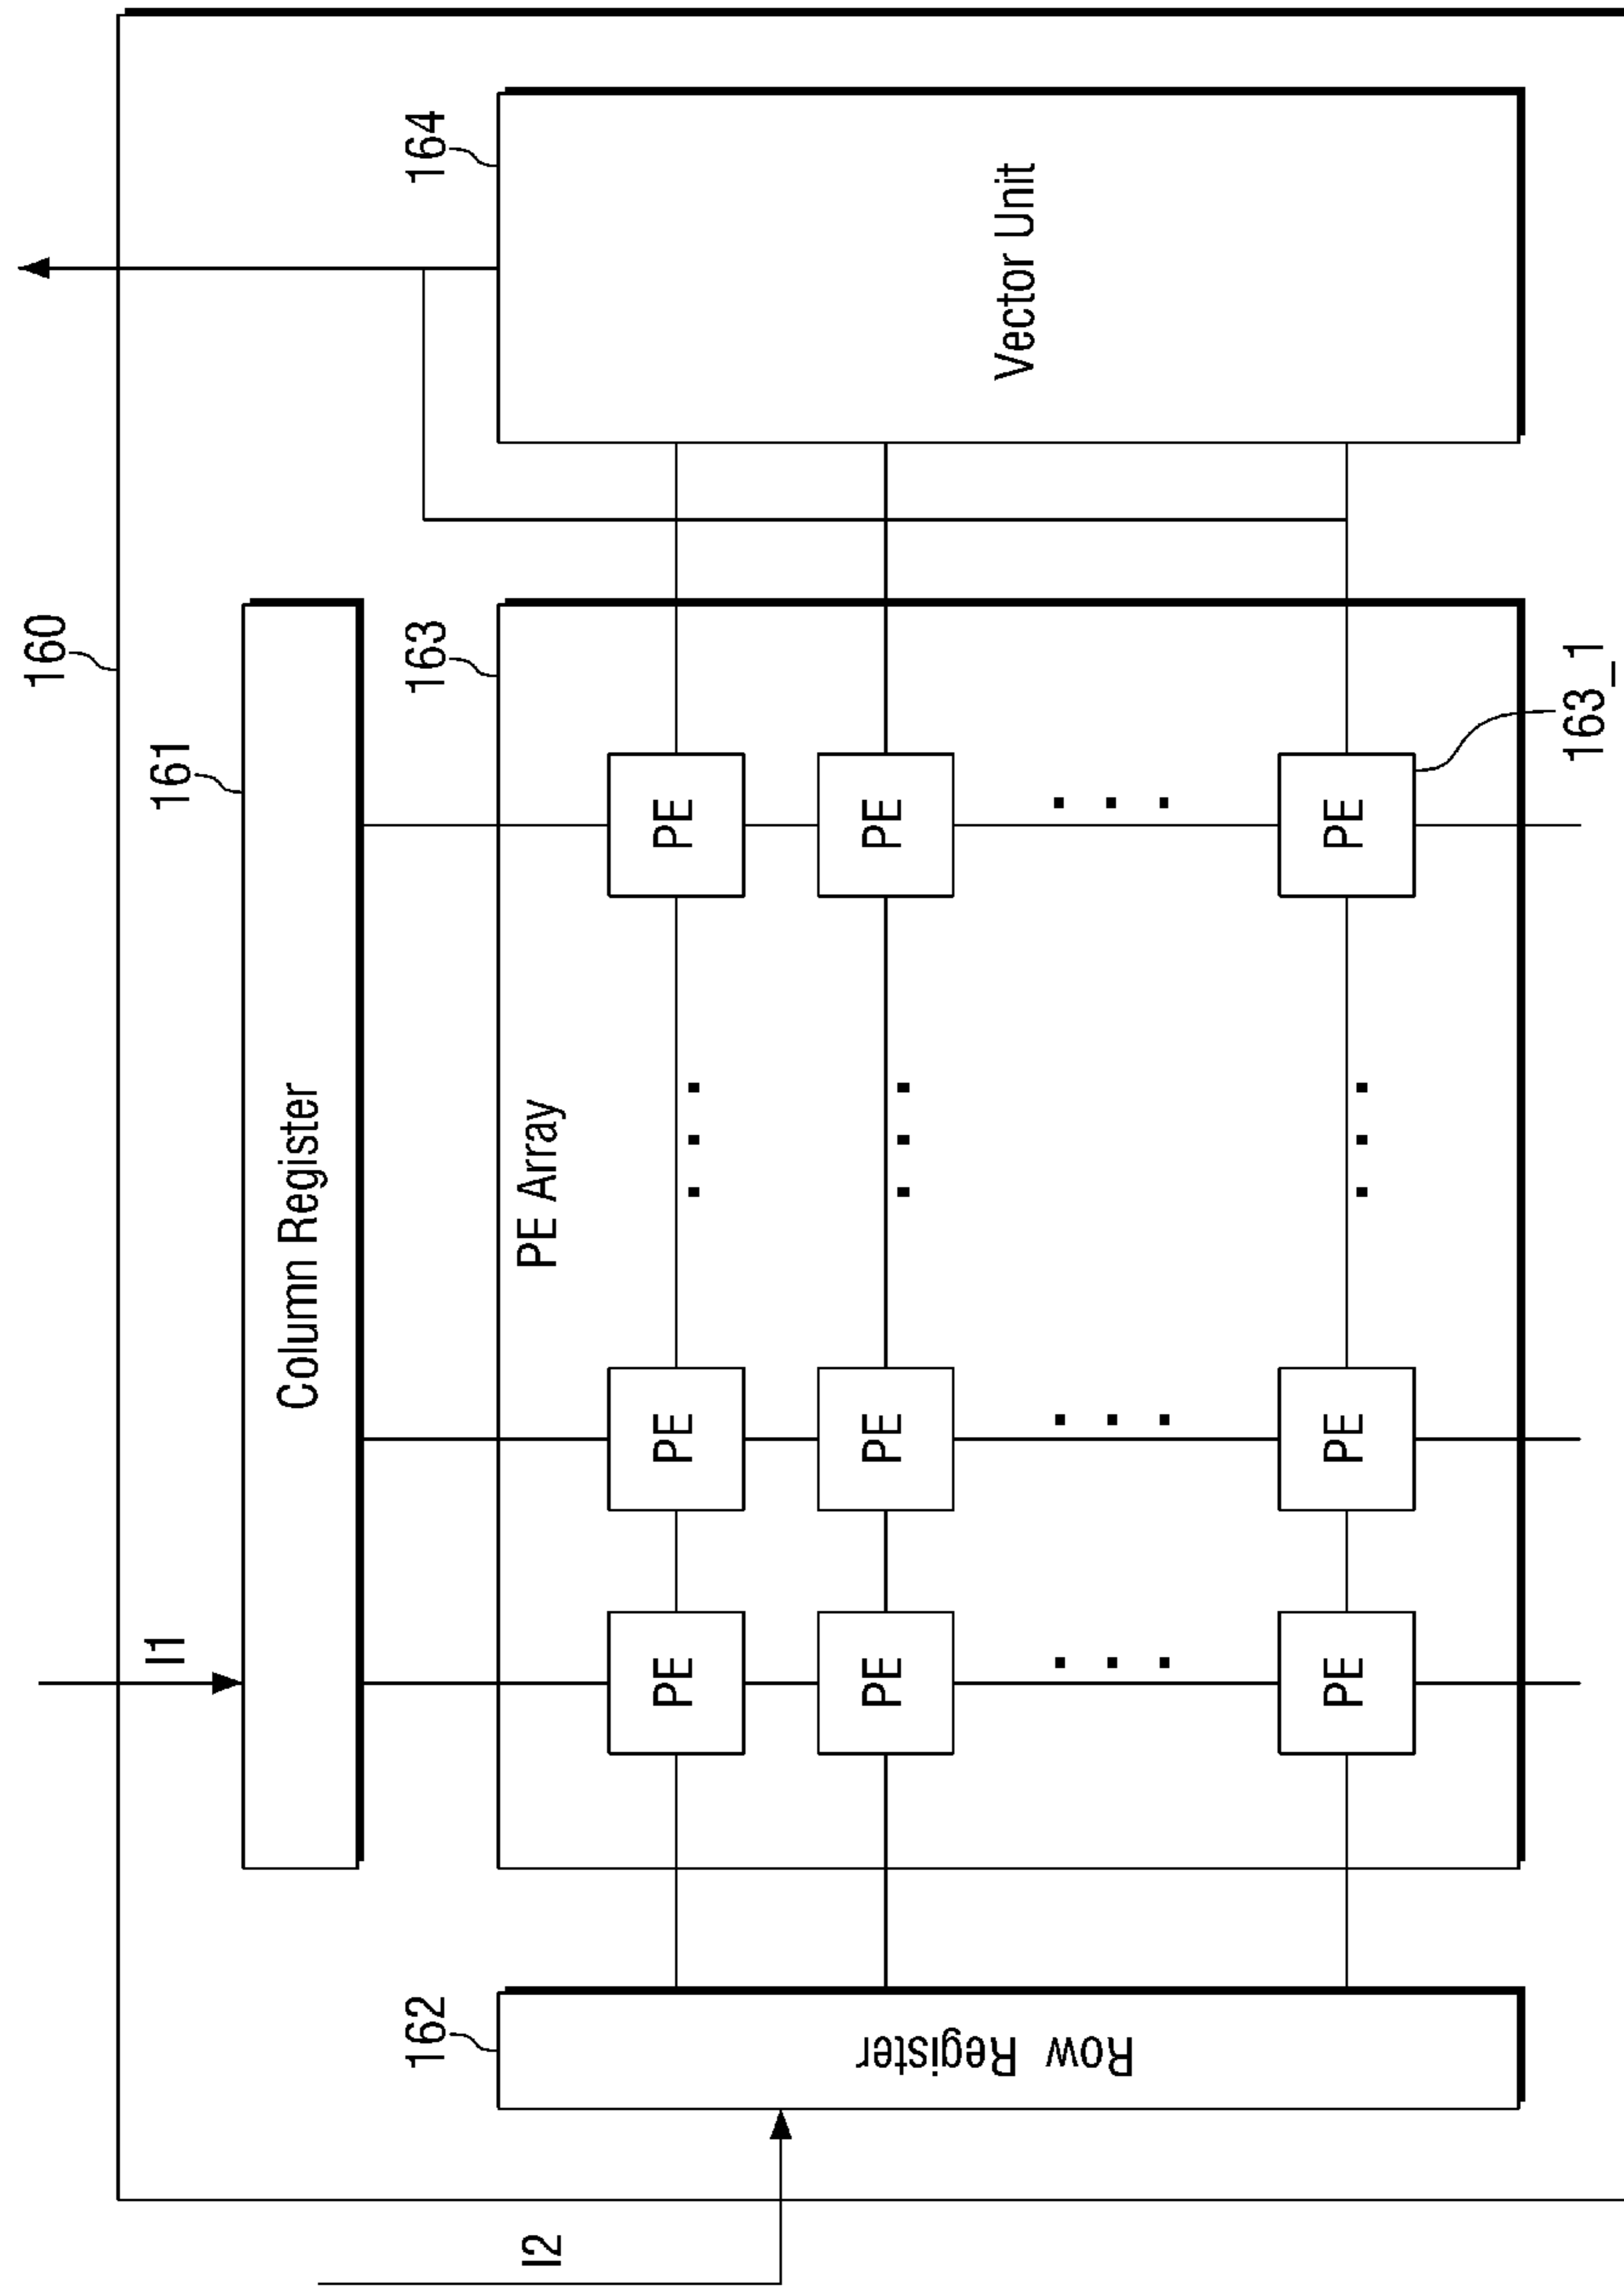 160
I1
161
Column Register
162
163
164
I2
PE Array
PE
PE
PE
PE
PE
PE
PE
PE
PE
Row Register
Vector Unit
163_1